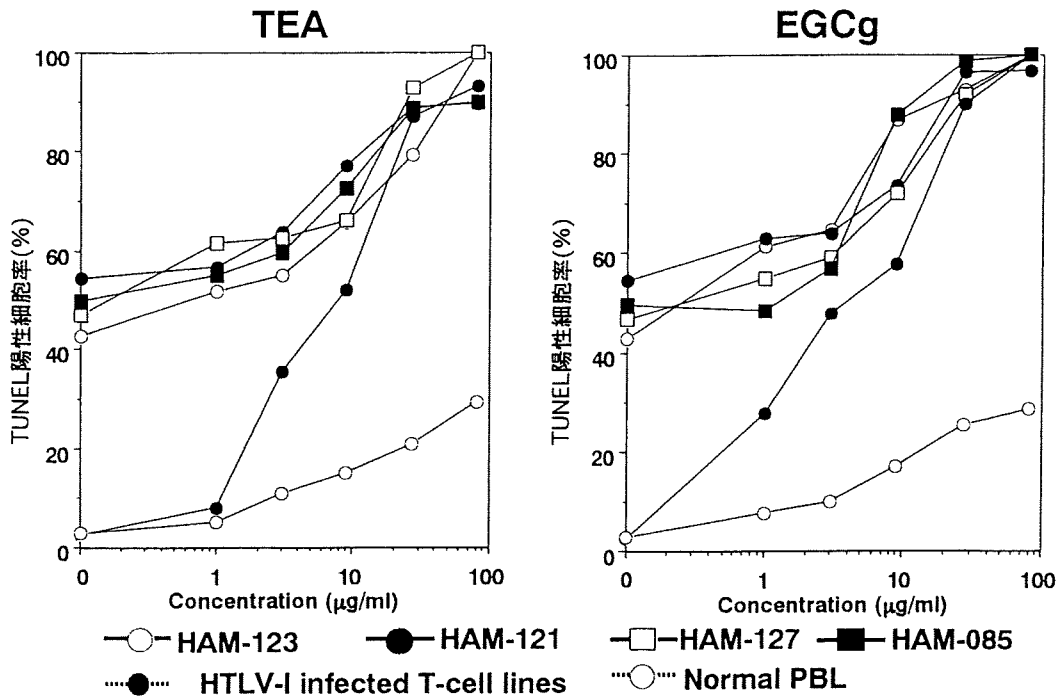 TEA
EGCg
100
80
60
40
20
0
TUNEL陽性細胞率(%)
0 1 10 100
Concentration (μg/ml)
100
80
60
40
20
0
TUNEL陽性細胞率(%)
0 1 10 100
Concentration (μg/ml)
HAM-123 HAM-121 HAM-127 HAM-085
HTLV-I infected T-cell lines Normal PBL